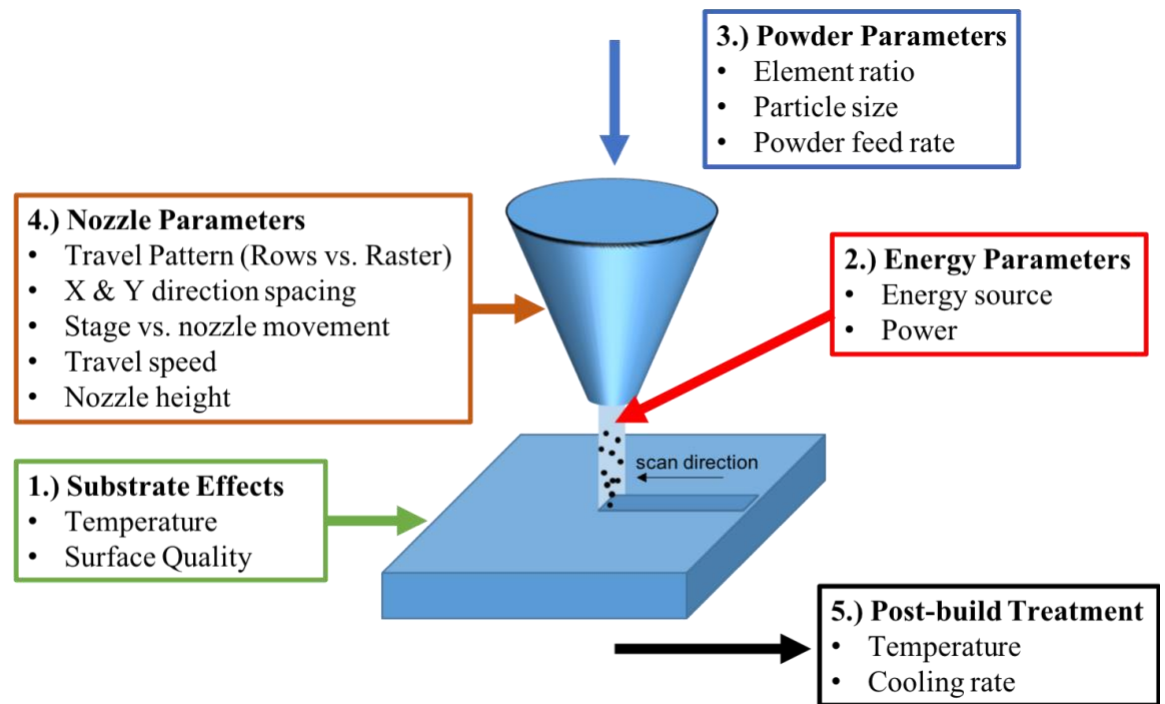 3.) Powder Parameters
• Element ratio
• Particle size
• Powder feed rate
4.) Nozzle Parameters
• Travel Pattern (Rows vs. Raster)
• X & Y direction spacing
• Stage vs. nozzle movement
• Travel speed
• Nozzle height
2.) Energy Parameters
• Energy source
• Power
scan direction
1.) Substrate Effects
• Temperature
• Surface Quality
5.) Post-build Treatment
• Temperature
• Cooling rate